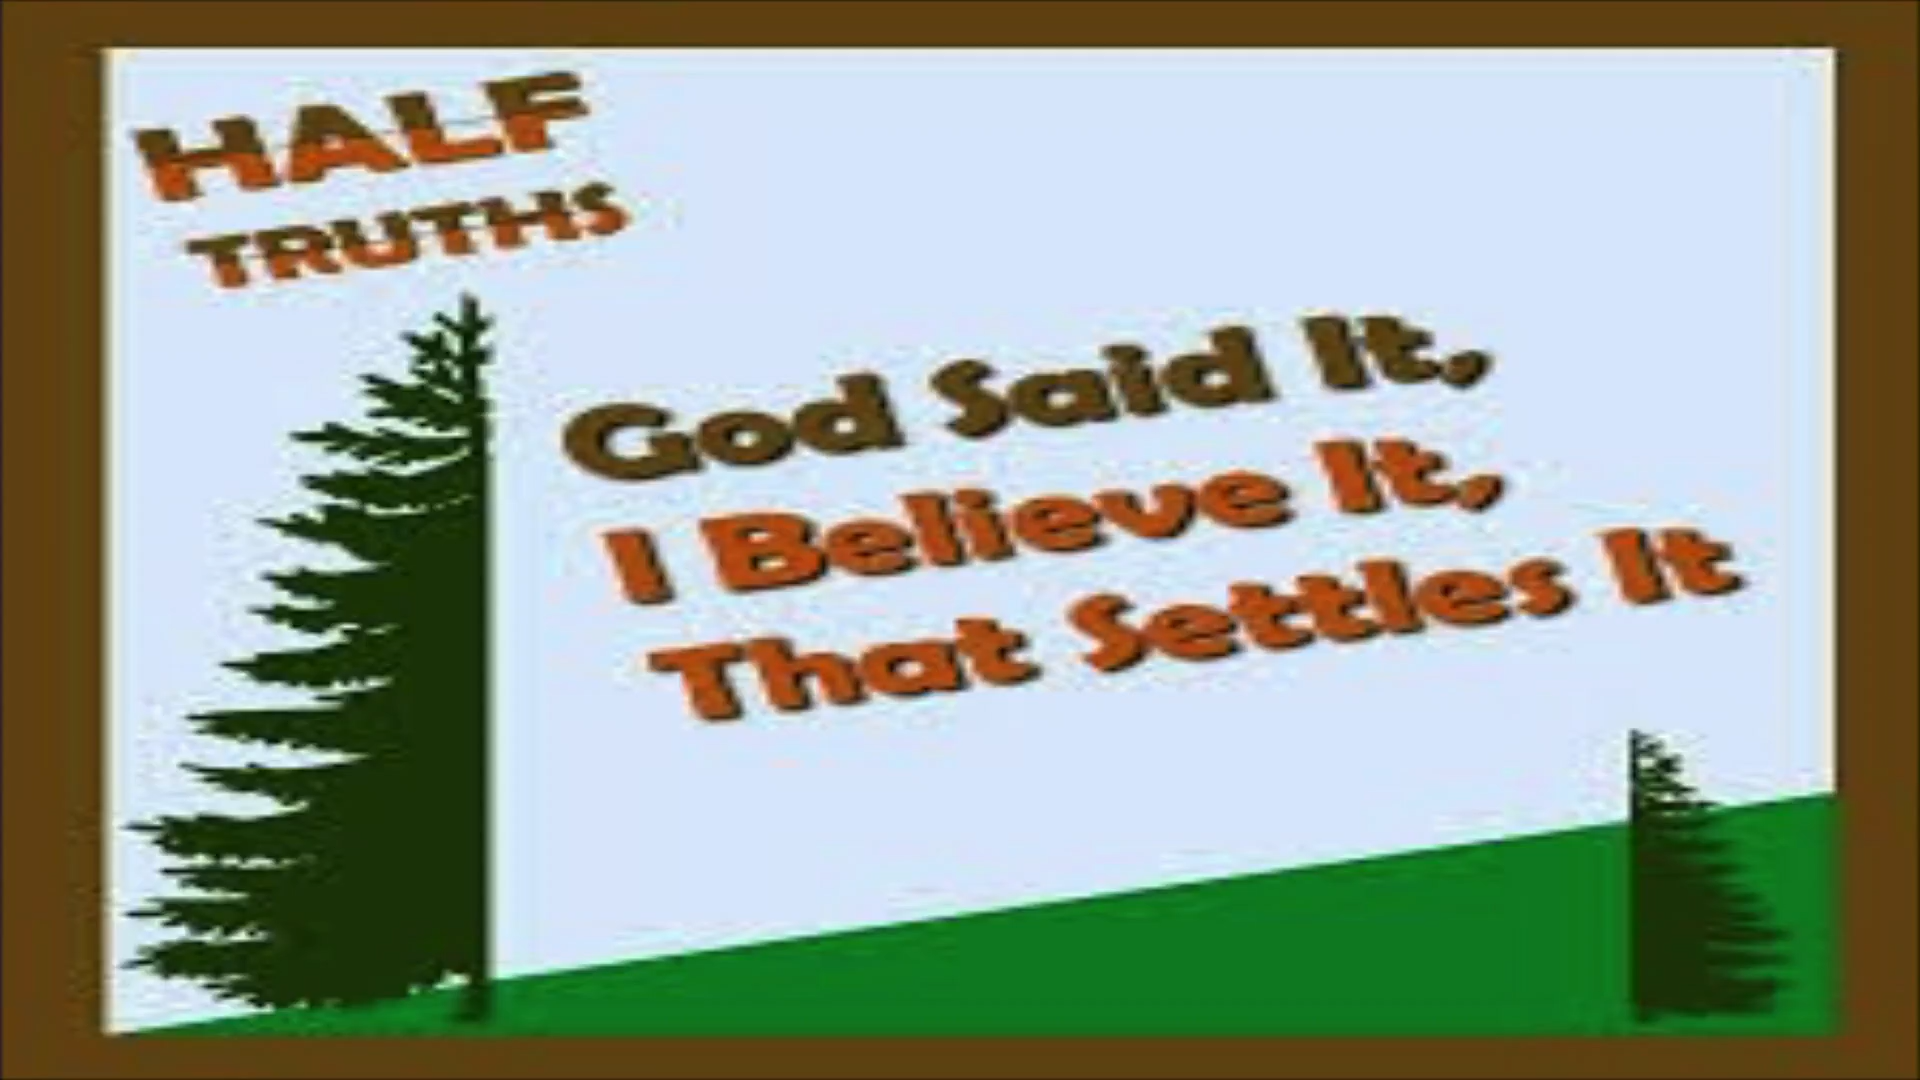 HALF
TRUTHS
God Said It,
I Believe It,
That Settles It